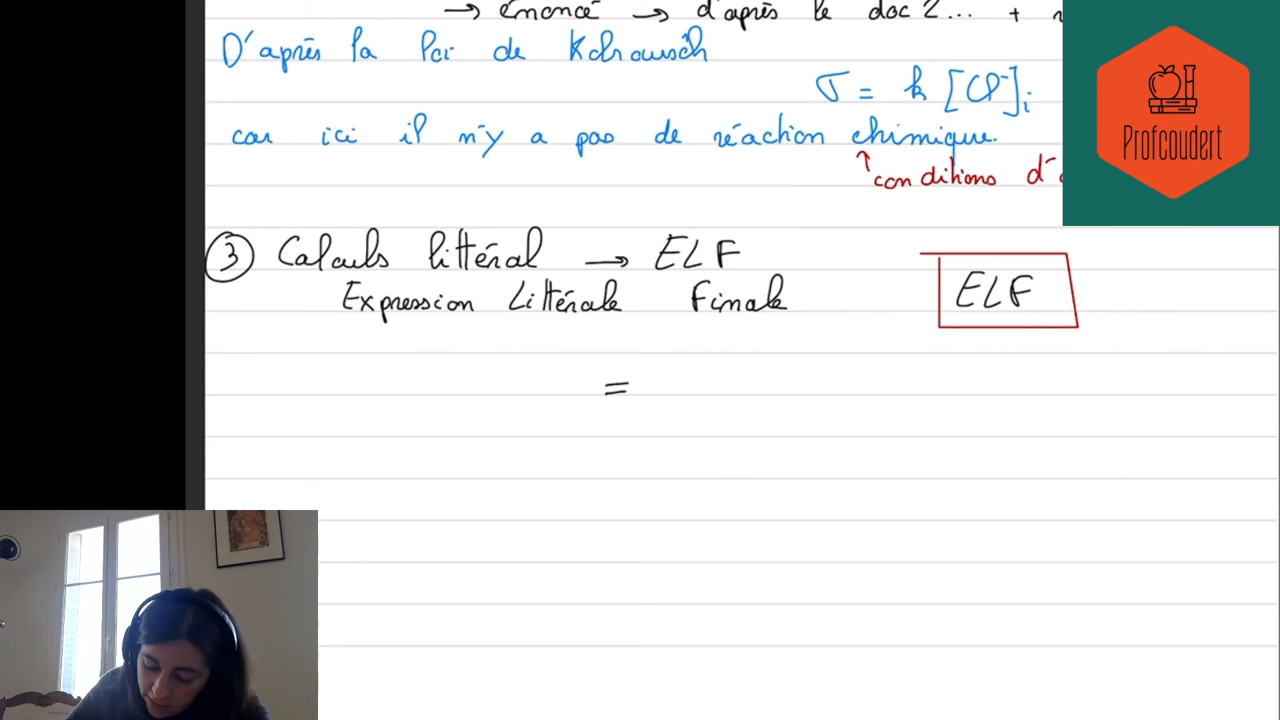 → énoncé → d'après le doc 2... +
D'après la loi de Kolrousch
σ = k [Cl⁻]i
car ici il n'y a pas de réaction chimique.
↑ conditions
Profcoudert
③ Calculs littéral → ELF
Expression Littérale Finale
ELF
=